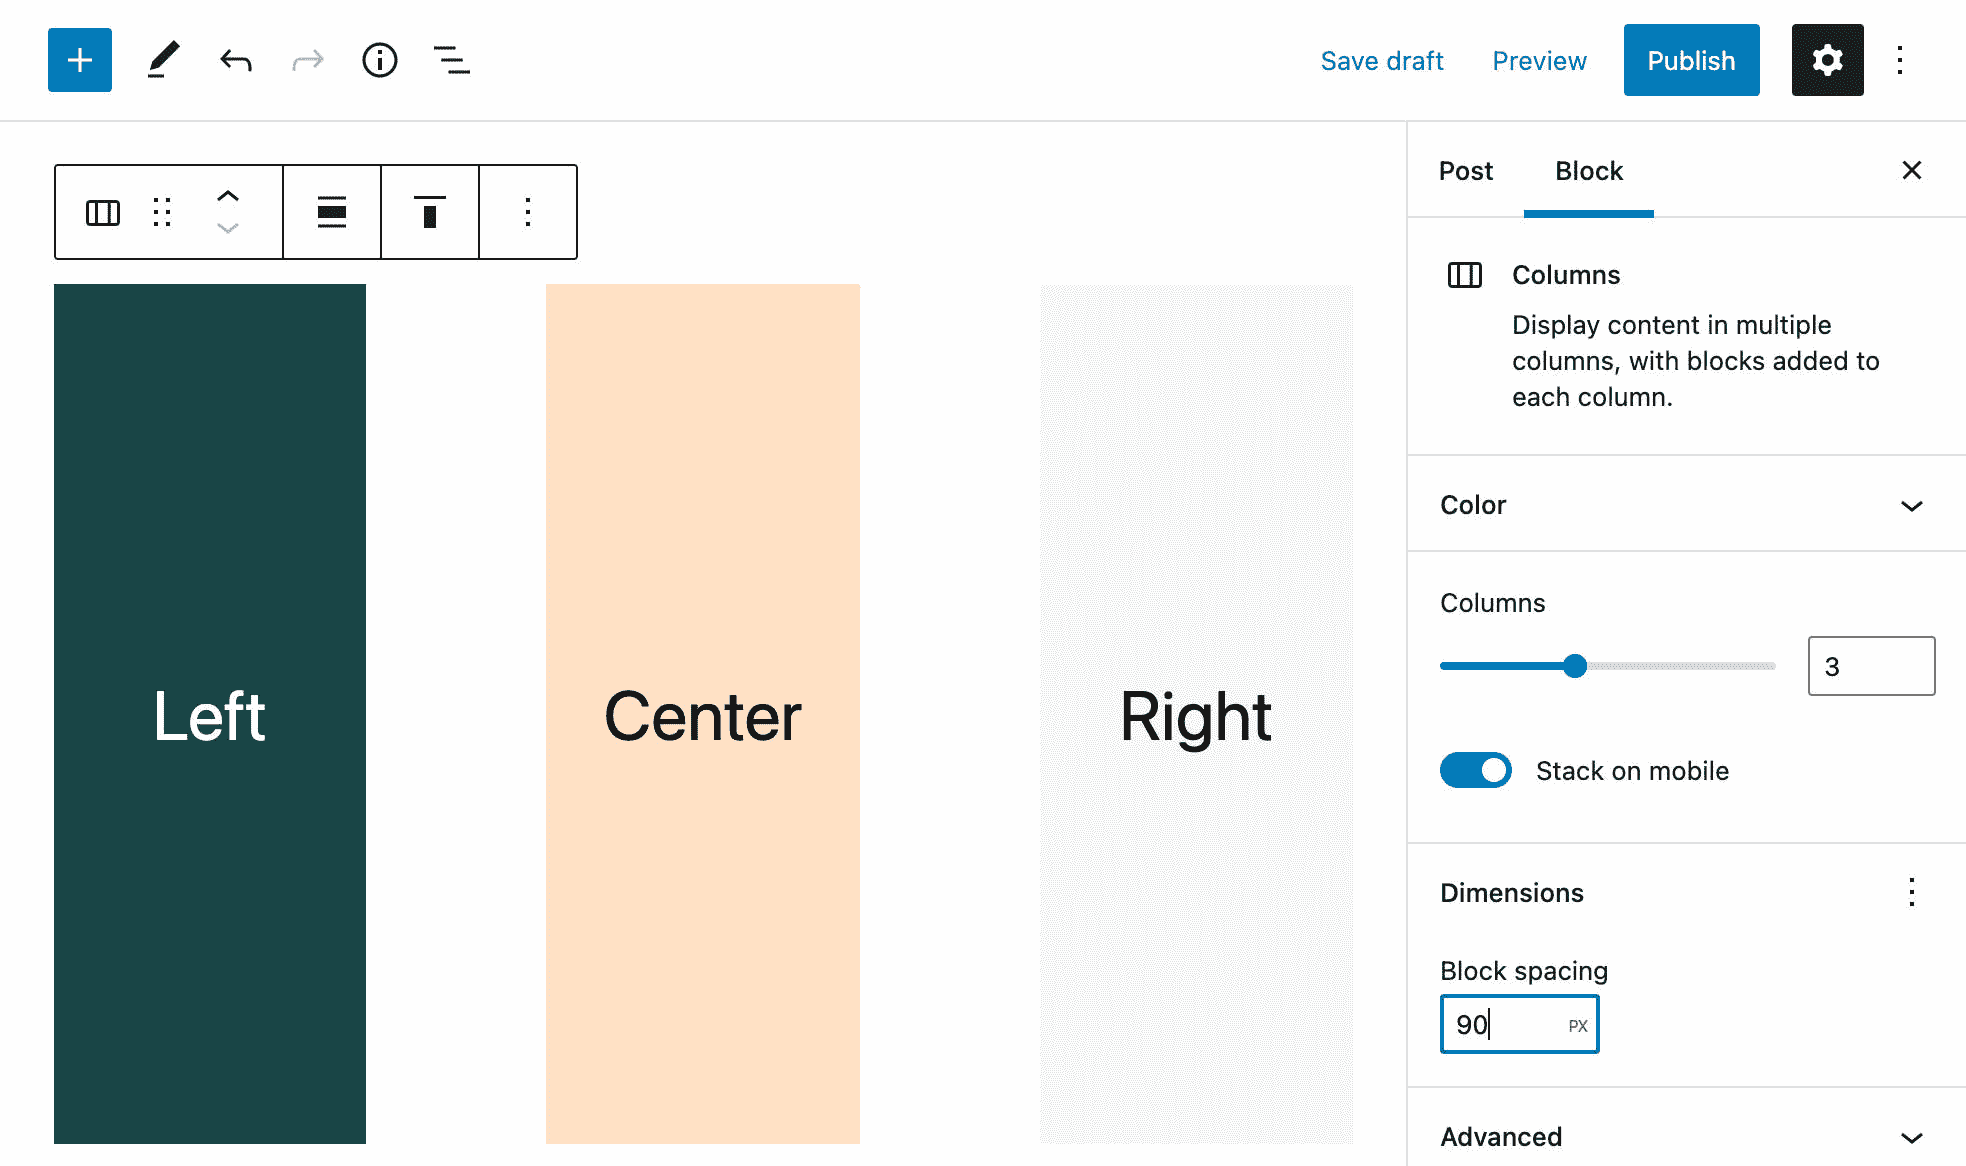 Save draft
Preview
Publish
Post
Block
Columns
Display content in multiple
columns, with blocks added to
each column.
Color
Columns
3
Stack on mobile
Dimensions
Block spacing
90 PX
Advanced
Left
Center
Right